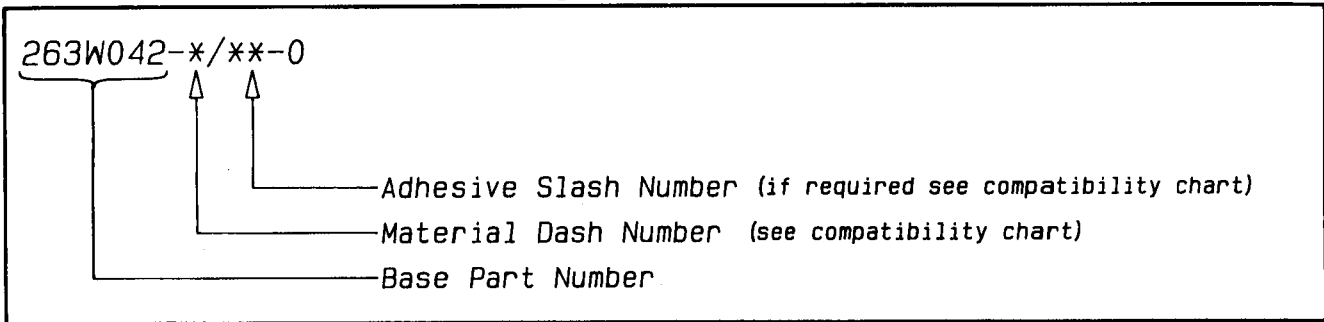 263W042-*/**-0
Adhesive Slash Number (if required see compatibility chart)
Material Dash Number (see compatibility chart)
Base Part Number